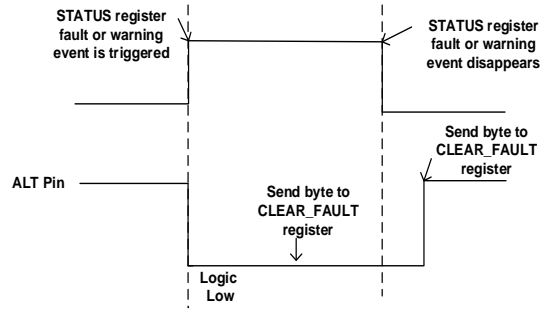 STATUS register
fault or warning
event is triggered
STATUS register
fault or warning
event disappears
Send byte to
CLEAR_FAULT
register
ALT Pin
Send byte to
CLEAR_FAULT
register
Logic
Low